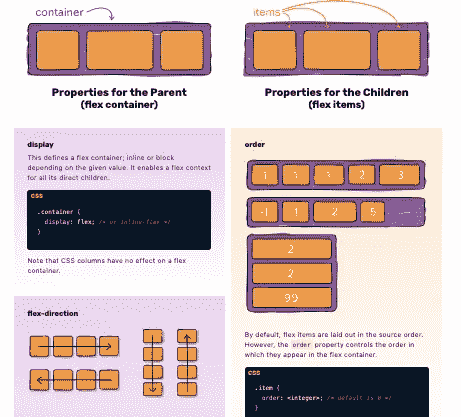 container
items
Properties for the Parent
(flex container)
Properties for the Children
(flex items)
display
This defines a flex container; inline or block
depending on the given value. It enables a flex context
for all its direct children.
CSS
.container {
display: flex; /* or inline-flex */
}
Note that CSS columns have no effect on a flex
container.
flex-direction
order
1 1 1 2 3
-1 1 2 5
2
2
99
By default, flex items are laid out in the source order.
However, the order property controls the order in
which they appear in the flex container.
CSS
.item {
order: <integer>; /* default is 0 */
}